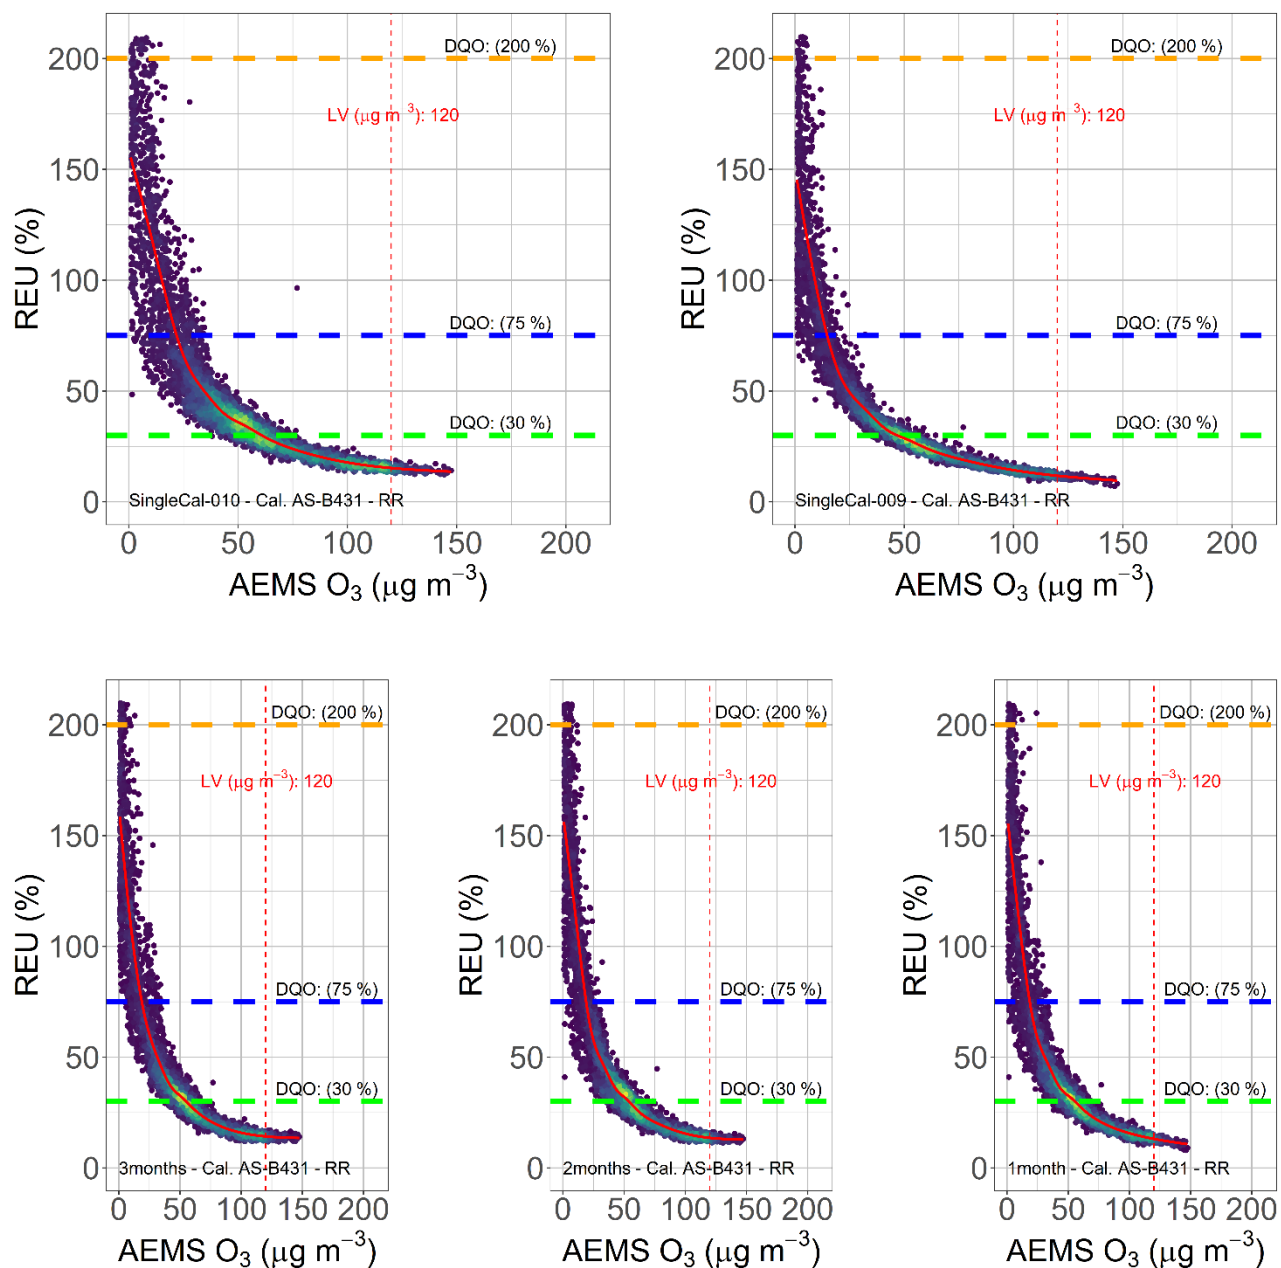 DQO: (200 %)
LV (μg m ³): 120
DQO: (75 %)
DQO: (30 %)
SingleCal-010 - Cal. AS-B431 - RR
REU (%)
200
150
100
50
0
0 50 100 150 200
AEMS O₃ (μg m⁻³)
DQO: (200 %)
LV (μg m ³): 120
DQO: (75 %)
DQO: (30 %)
SingleCal-009 - Cal. AS-B431 - RR
REU (%)
200
150
100
50
0
0 50 100 150 200
AEMS O₃ (μg m⁻³)
DQO: (200 %)
LV (μg m⁻³): 120
DQO: (75 %)
DQO: (30 %)
3months - Cal. AS-B431 - RR
REU (%)
200
150
100
50
0
0 50 100 150 200
AEMS O₃ (μg m⁻³)
DQO: (200 %)
LV (μg m⁻³): 120
DQO: (75 %)
DQO: (30 %)
2months - Cal. AS-B431 - RR
REU (%)
200
150
100
50
0
0 50 100 150 200
AEMS O₃ (μg m⁻³)
DQO: (200 %)
LV (μg m⁻³): 120
DQO: (75 %)
DQO: (30 %)
1month - Cal. AS-B431 - RR
REU (%)
200
150
100
50
0
0 50 100 150 200
AEMS O₃ (μg m⁻³)